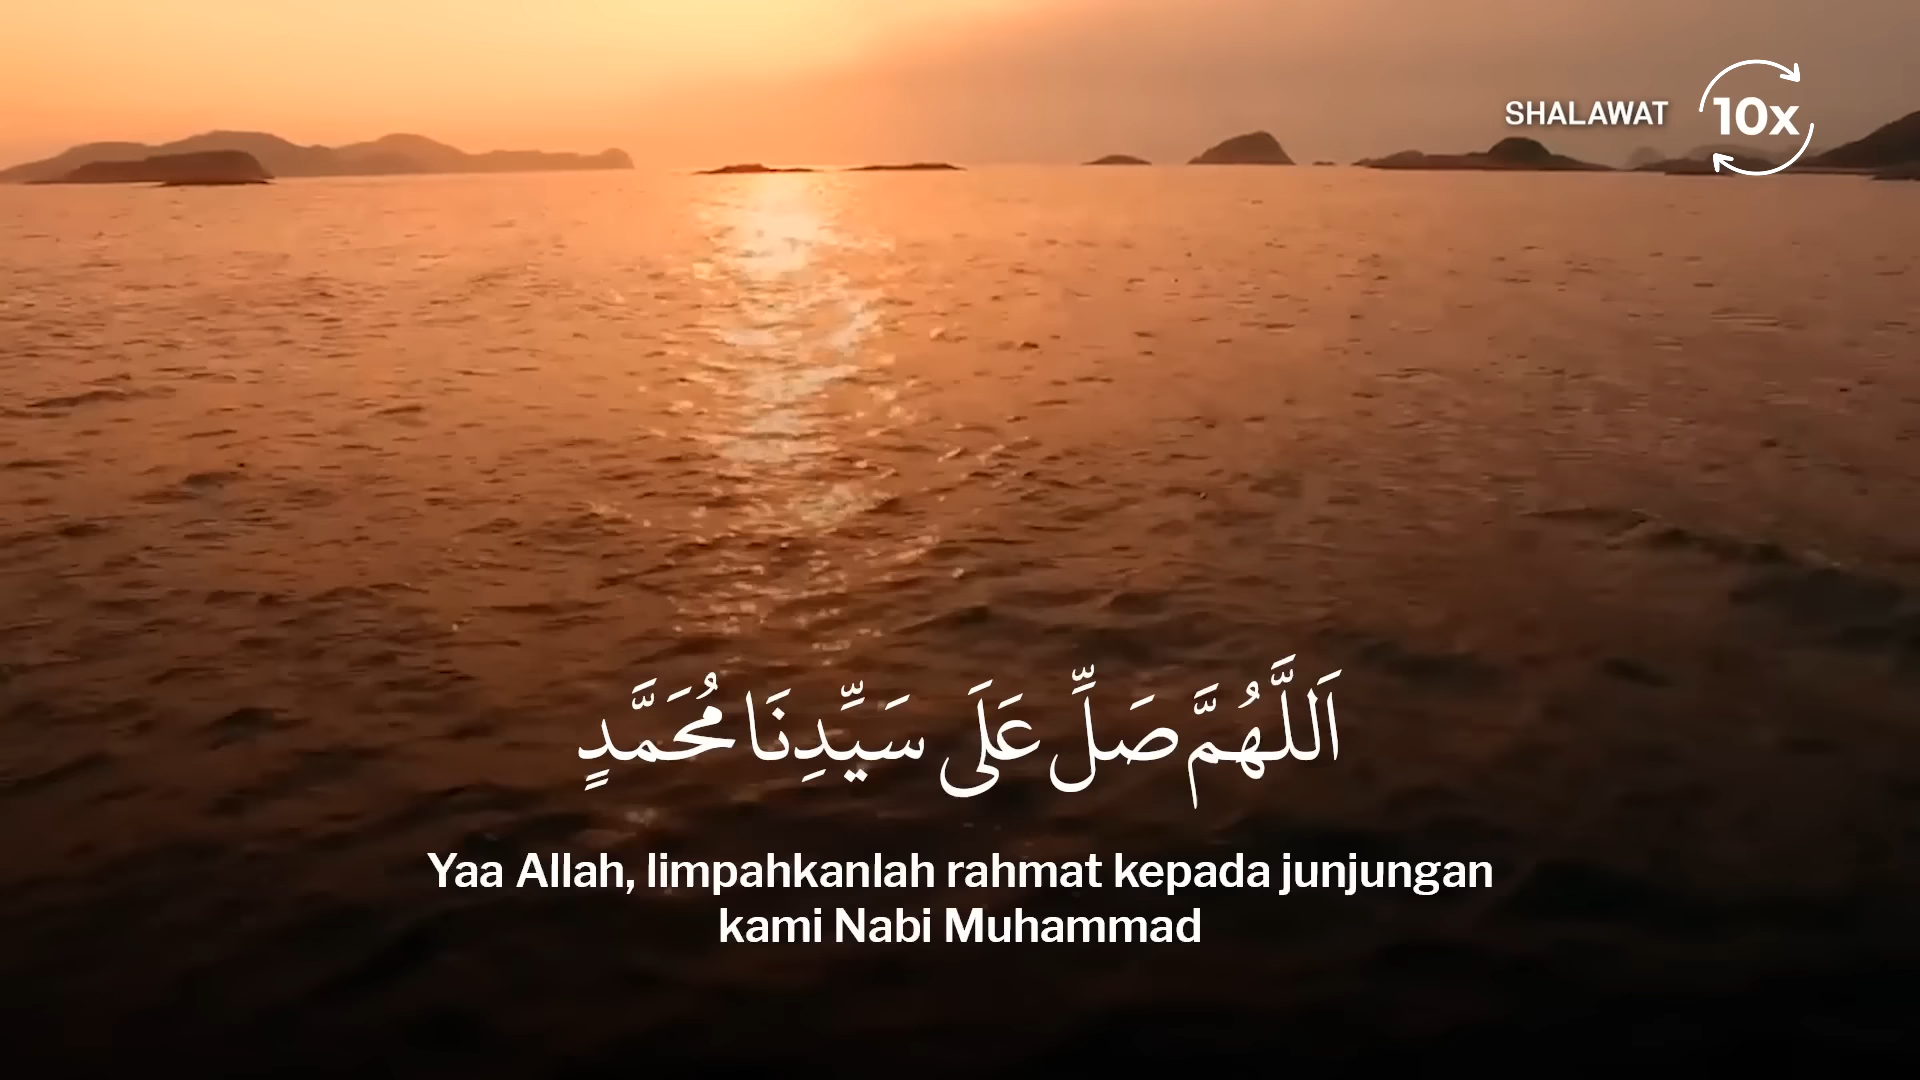 SHALAWAT
10x
اَللَّهُمَّ صَلِّ عَلَى سَيِّدِنَا مُحَمَّدٍ
Yaa Allah, limpahkanlah rahmat kepada junjungan
kami Nabi Muhammad